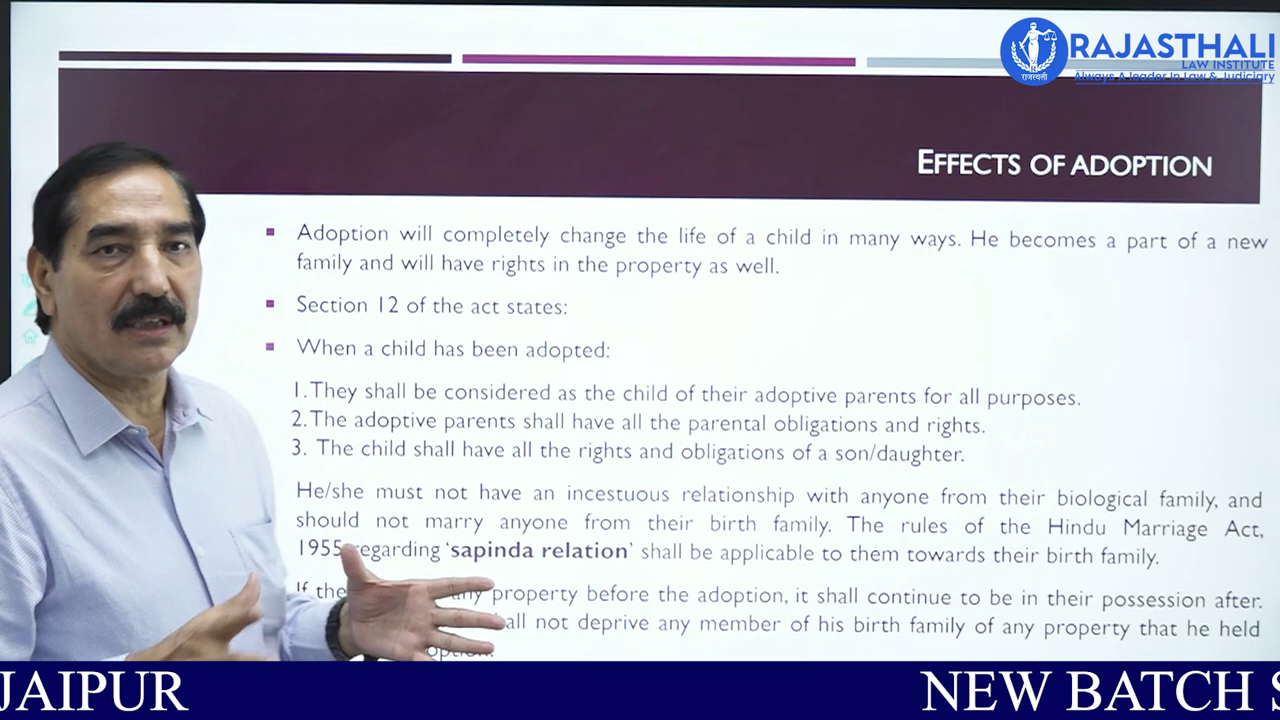 RAJASTHALI
LAW INSTITUTE
Always A leader In Law & Judiciary
राजस्थली
EFFECTS OF ADOPTION
Adoption will completely change the life of a child in many ways. He becomes a part of a new
family and will have rights in the property as well.
Section 12 of the act states:
When a child has been adopted:
1. They shall be considered as the child of their adoptive parents for all purposes.
2. The adoptive parents shall have all the parental obligations and rights.
3. The child shall have all the rights and obligations of a son/daughter.
He/she must not have an incestuous relationship with anyone from their biological family, and
should not marry anyone from their birth family. The rules of the Hindu Marriage Act,
1955 regarding ‘sapinda relation’ shall be applicable to them towards their birth family.
If any property before the adoption, it shall continue to be in their possession after.
shall not deprive any member of his birth family of any property that he held
JAIPUR NEW BATCH S